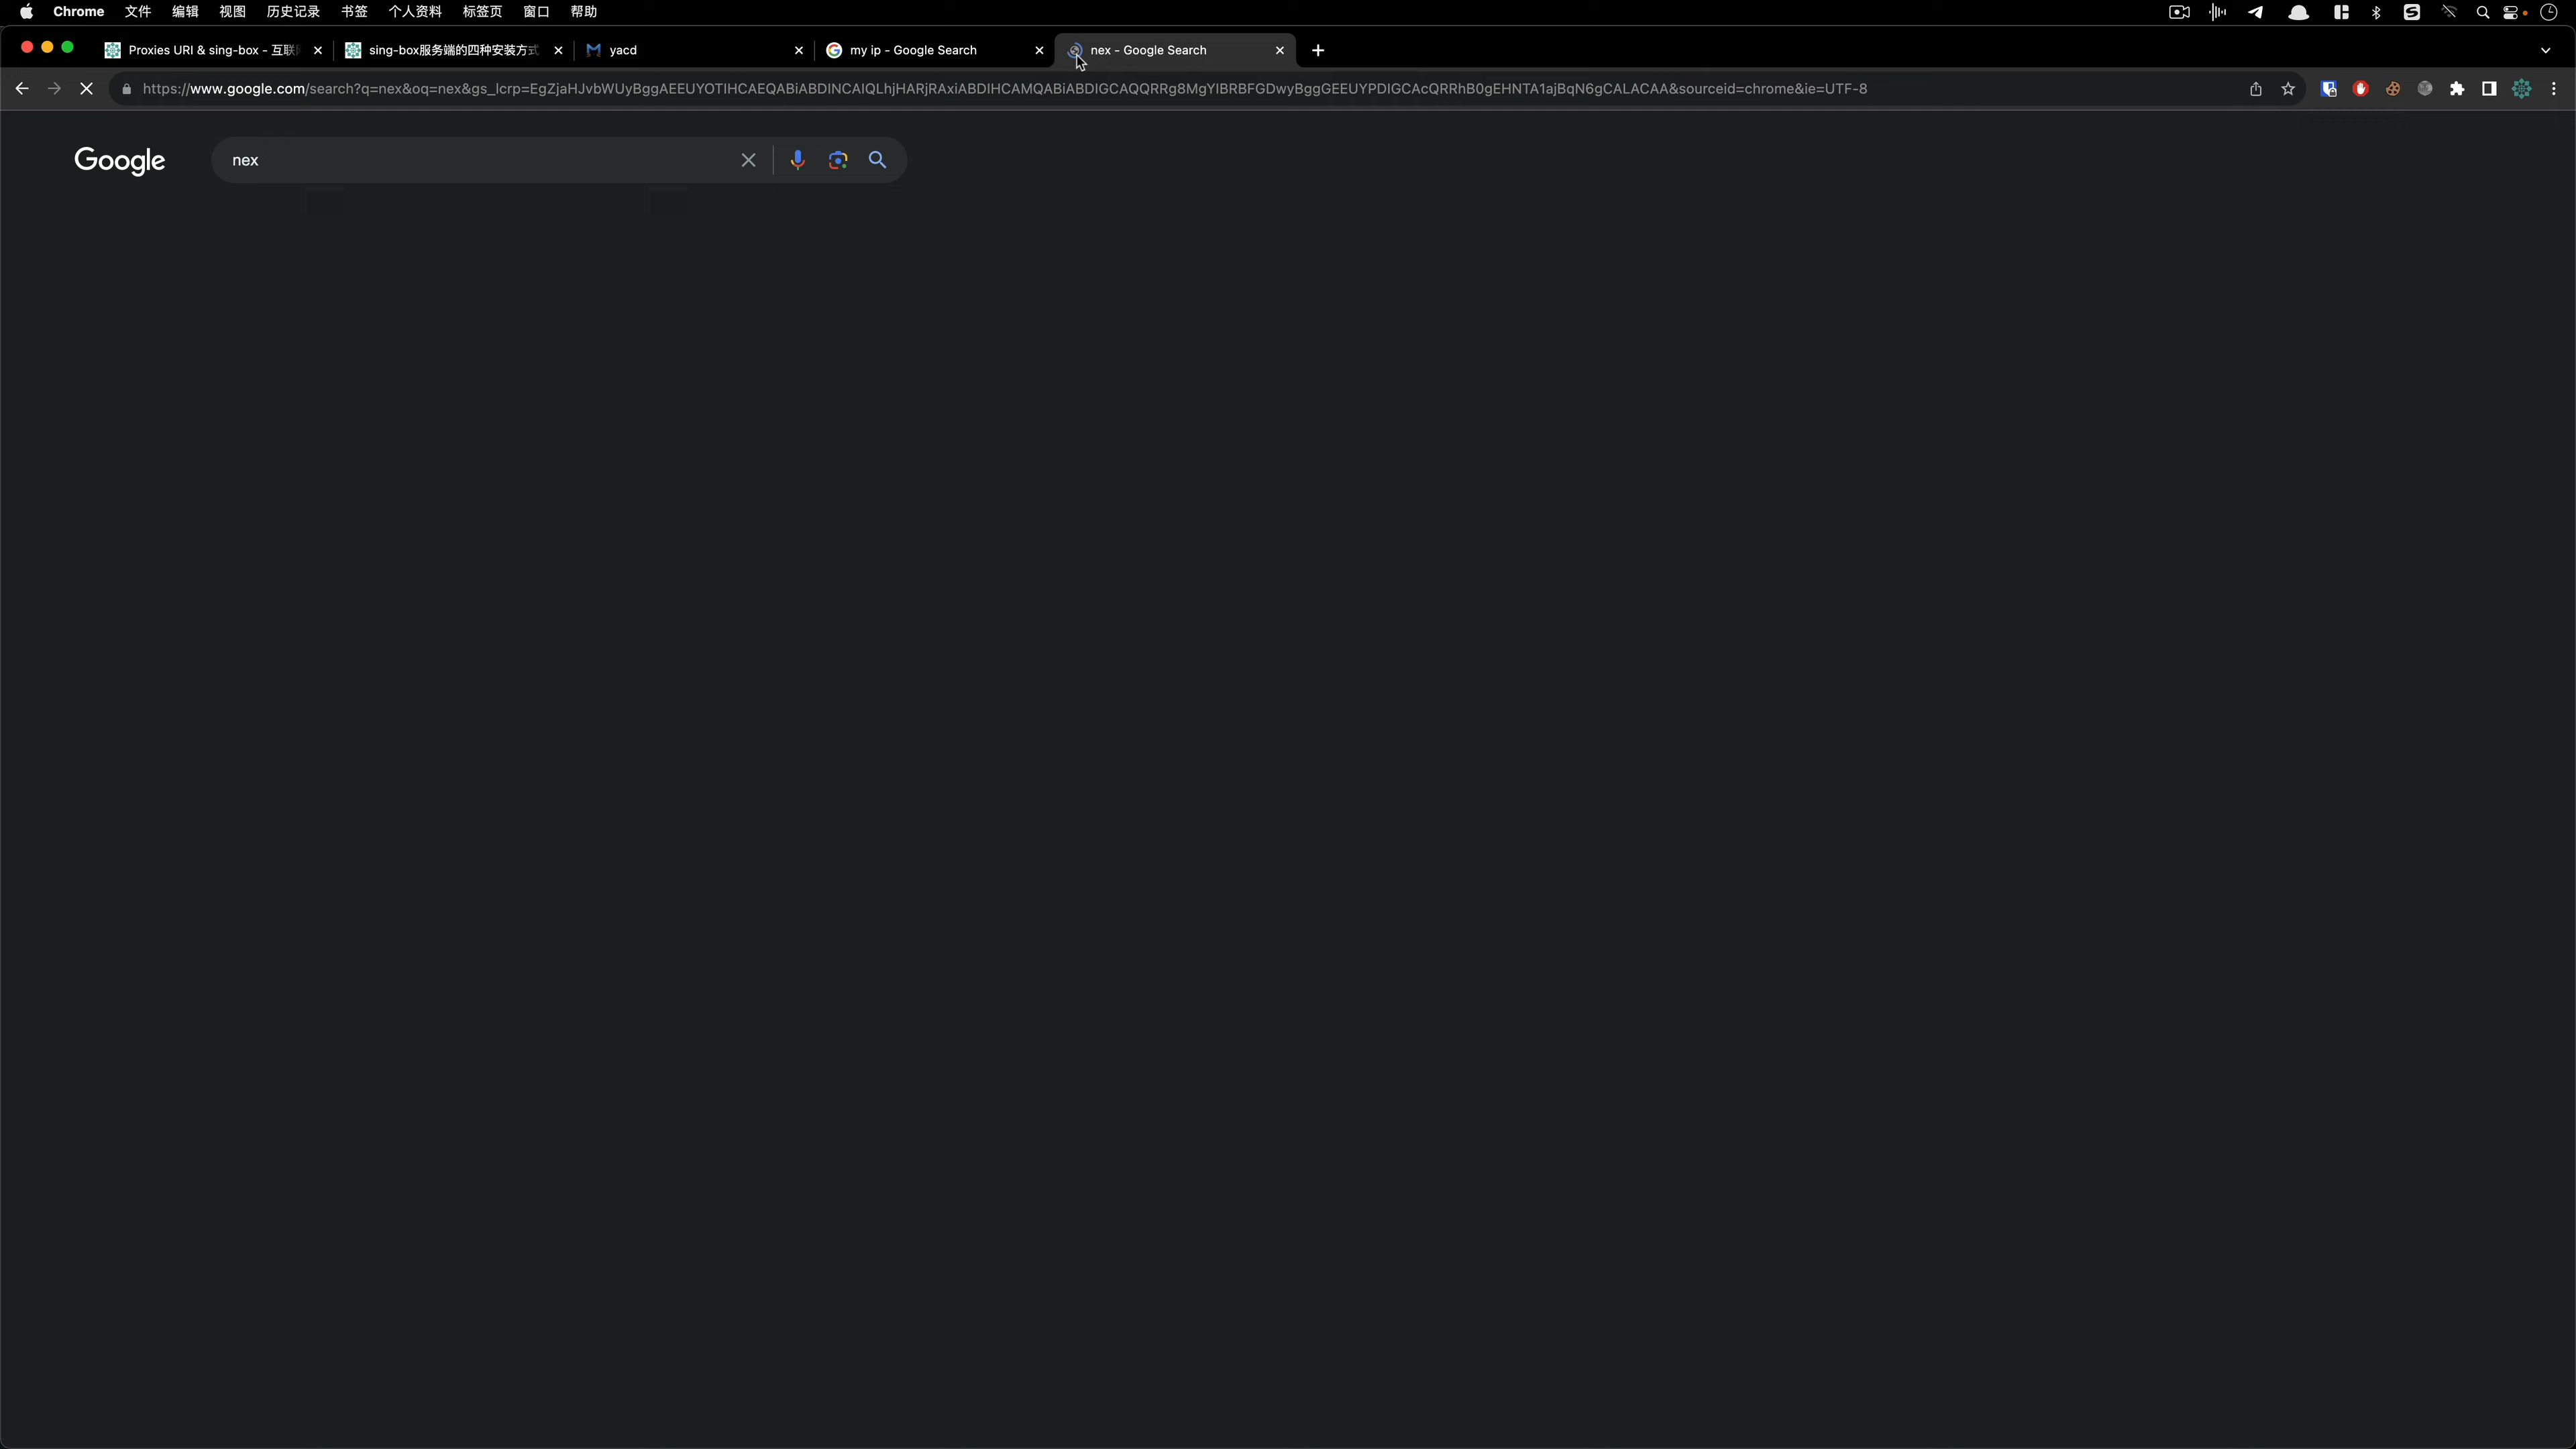 Chrome 文件 编辑 视图 历史记录 书签 个人资料 标签页 窗口 帮助
Proxies URI & sing-box - 互联 sing-box服务端的四种安装方式 yacd my ip - Google Search nex - Google Search
https://www.google.com/search?q=nex&oq=nex&gs_lcrp=EgZjaHJvbWUyBggAEEUYOTIHCAEQABiABDINCAIQLhjHARjRAxiABDIHCAMQABiABDIGCAQQRRg8MgYIBRBFGDwyBggGEEUYPDIGCAcQRRhB0gEHNTA1ajBqN6gCALACAA&sourceid=chrome&ie=UTF-8
Google nex